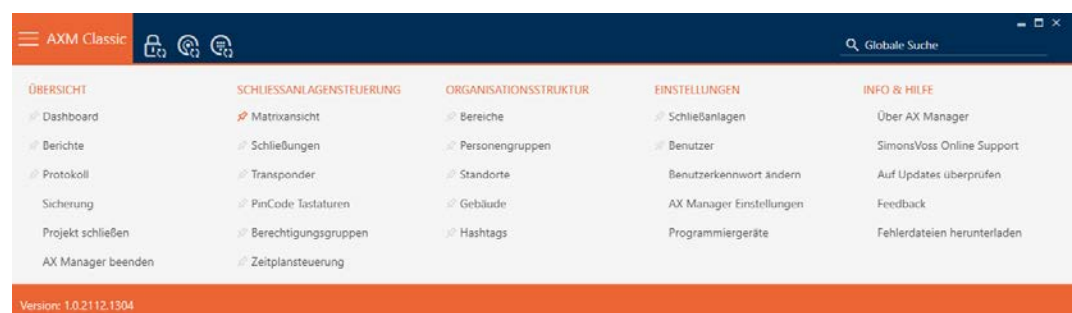 AXM Classic
Globale Suche
ÜBERSICHT
Dashboard
Berichte
Protokoll
Sicherung
Projekt schließen
AX Manager beenden
SCHLIESSANLAGENSTEUERUNG
Matrixansicht
Schließungen
Transponder
PinCode Tastaturen
Berechtigungsgruppen
Zeitplansteuerung
ORGANISATIONSSTRUKTUR
Bereiche
Personengruppen
Standorte
Gebäude
Hashtags
EINSTELLUNGEN
Schließanlagen
Benutzer
Benutzerkennwort ändern
AX Manager Einstellungen
Programmiergeräte
INFO & HILFE
Über AX Manager
SimonsVoss Online Support
Auf Updates überprüfen
Feedback
Fehlerdateien herunterladen
Version: 1.0.2112.1304